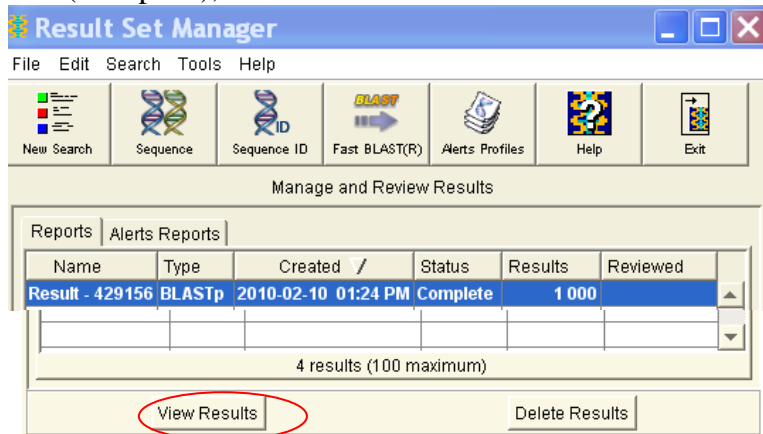 Result Set Manager
File Edit Search Tools Help
New Search Sequence Sequence ID Fast BLAST(R) Alerts Profiles Help Exit
BLAST
ID
Manage and Review Results
Reports Alerts Reports
Name Type Created Status Results Reviewed
Result - 429156 BLASTp 2010-02-10 01:24 PM Complete 1 000
4 results (100 maximum)
View Results Delete Results